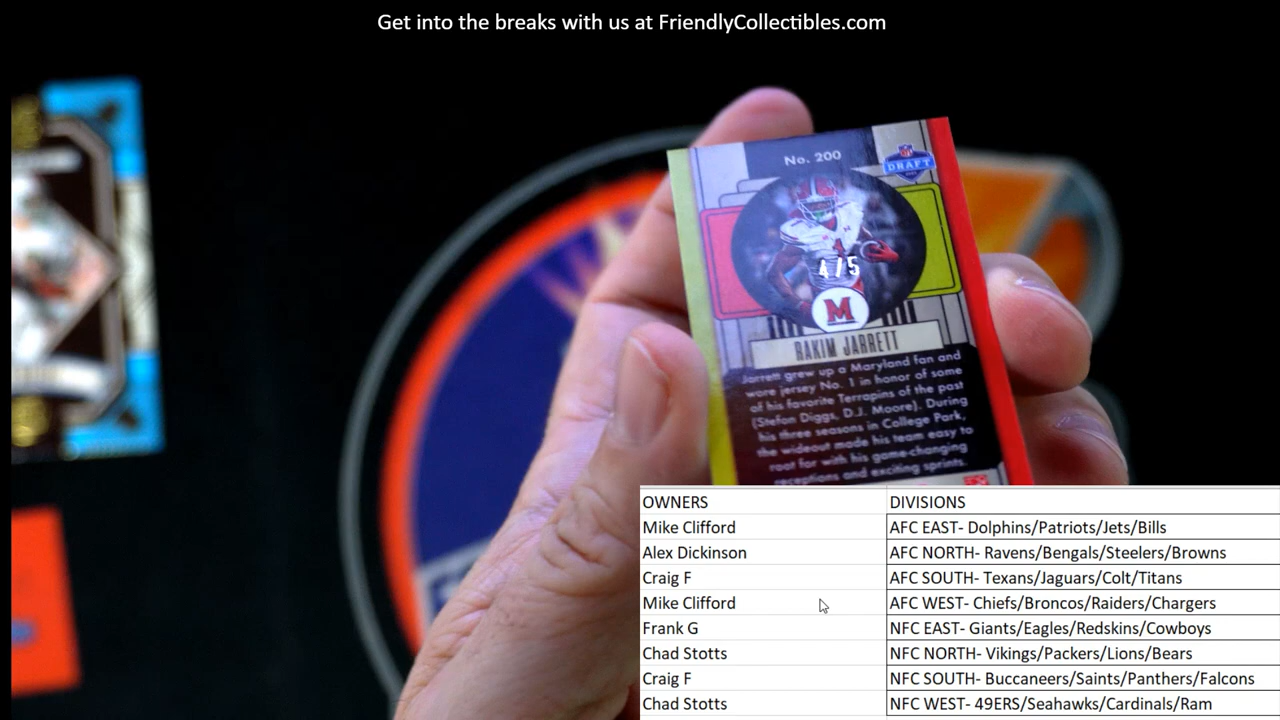 Get into the breaks with us at FriendlyCollectibles.com
No. 200
DRAFT
4/5
M
RAKIM JARRETT
Jarrett grew up a Maryland fan and
wore jersey No. 1 in honor of some
of his favorite Terrapins of the past
(Stefon Diggs, D.J. Moore). During
his three seasons in College Park,
the wideout made his team easy to
root for with his game-changing
receptions and exciting sprints.
OWNERS DIVISIONS
Mike Clifford AFC EAST- Dolphins/Patriots/Jets/Bills
Alex Dickinson AFC NORTH- Ravens/Bengals/Steelers/Browns
Craig F AFC SOUTH- Texans/Jaguars/Colt/Titans
Mike Clifford AFC WEST- Chiefs/Broncos/Raiders/Chargers
Frank G NFC EAST- Giants/Eagles/Redskins/Cowboys
Chad Stotts NFC NORTH- Vikings/Packers/Lions/Bears
Craig F NFC SOUTH- Buccaneers/Saints/Panthers/Falcons
Chad Stotts NFC WEST- 49ERS/Seahawks/Cardinals/Ram